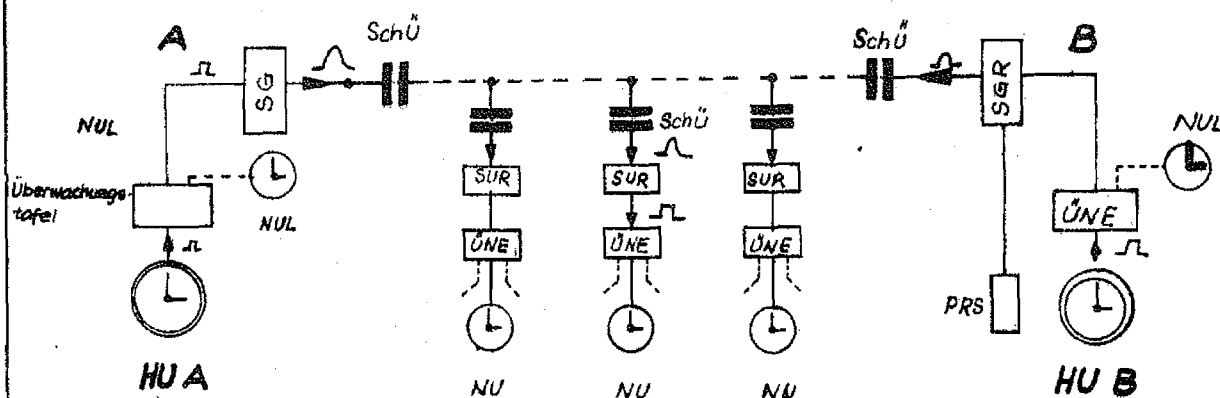 A
SchÜ
SchÜ
B
SG
SGR
NUL
SchÜ
NUL
Überwachungs
tafel
SUR
SUR
SUR
NUL
ÜNE
ÜNE
ÜNE
ÜNE
PRS
HU A
NU
NU
NU
HU B